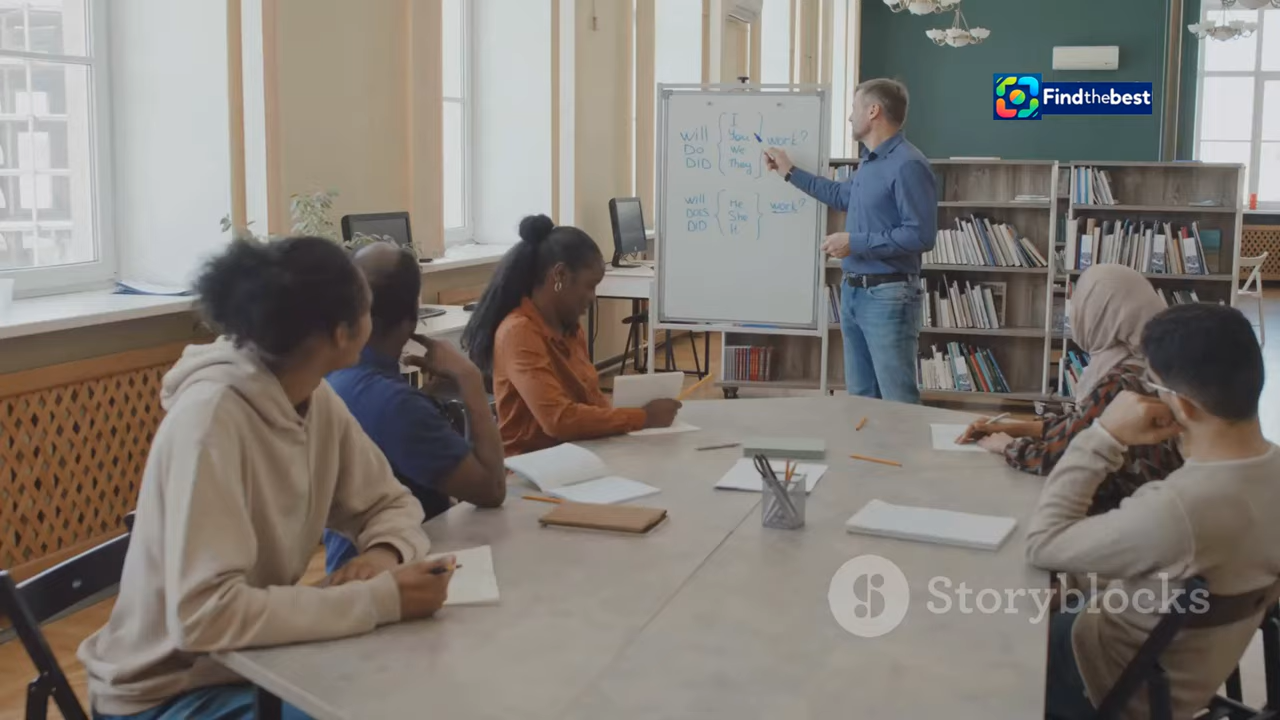 Findthebest
I
Will You work?
Do We
DID They
will He work?
DOES She
DID It
Storyblocks